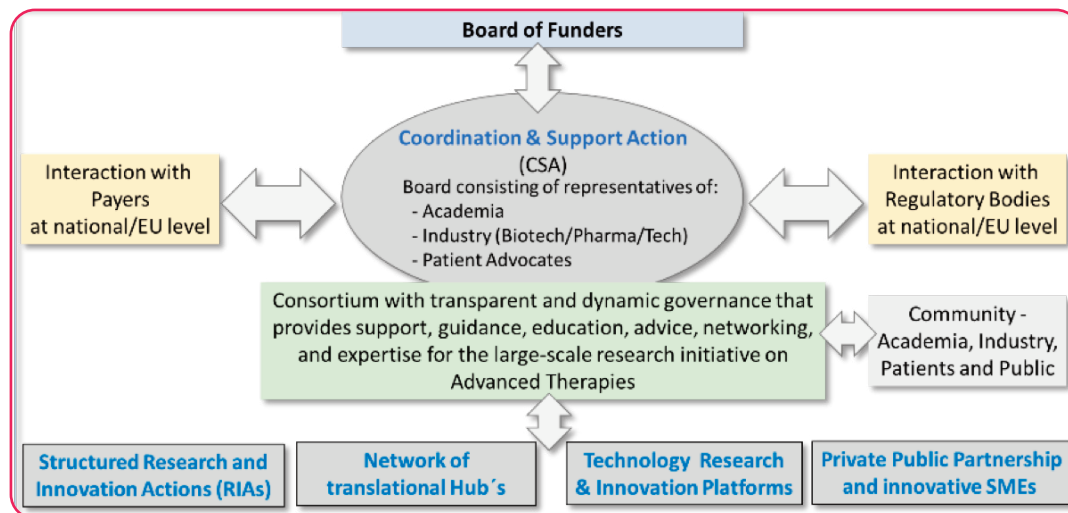 Board of Funders
Coordination & Support Action
(CSA)
Board consisting of representatives of:
- Academia
- Industry (Biotech/Pharma/Tech)
- Patient Advocates
Interaction with
Payers
at national/EU level
Interaction with
Regulatory Bodies
at national/EU level
Consortium with transparent and dynamic governance that
provides support, guidance, education, advice, networking,
and expertise for the large-scale research initiative on
Advanced Therapies
Community -
Academia, Industry,
Patients and Public
Structured Research and
Innovation Actions (RIAs)
Network of
translational Hub´s
Technology Research
& Innovation Platforms
Private Public Partnership
and innovative SMEs